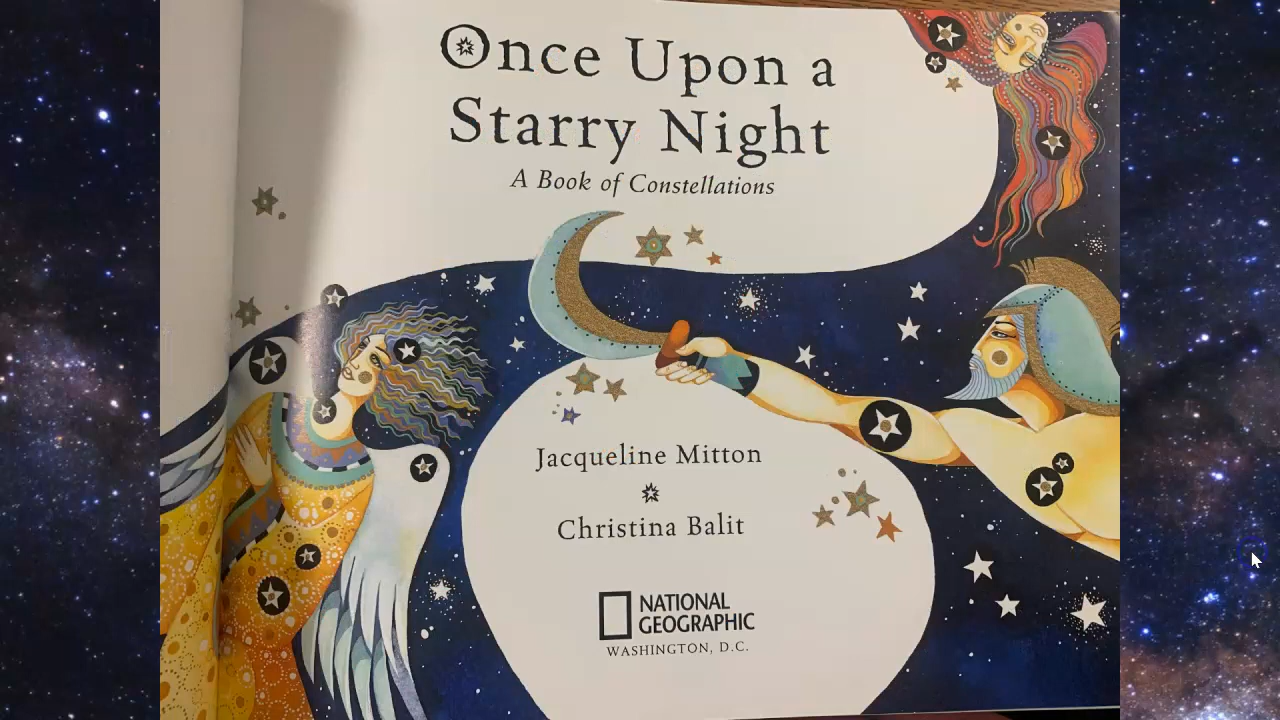 Once Upon a
Starry Night
A Book of Constellations
Jacqueline Mitton
Christina Balit
NATIONAL
GEOGRAPHIC
WASHINGTON, D.C.